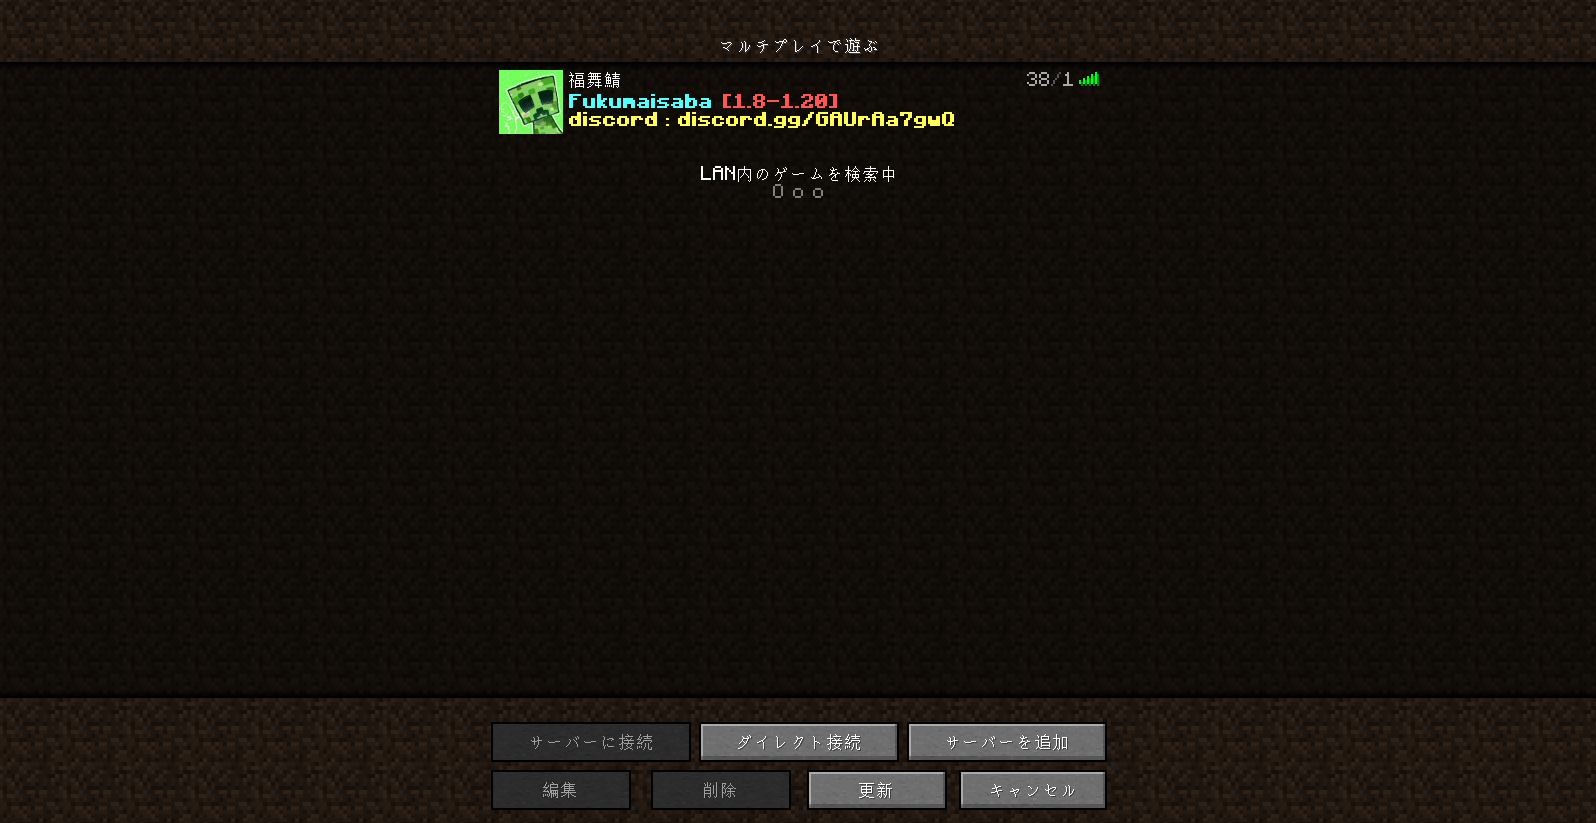 マルチプレイで遊ぶ
福舞鯖
38/1
Fukumaisaba [1.8-1.20]
discord : discord.gg/GAUrAa7gwQ
LAN内のゲームを検索中
O o o
サーバーに接続
ダイレクト接続
サーバーを追加
編集
削除
更新
キャンセル